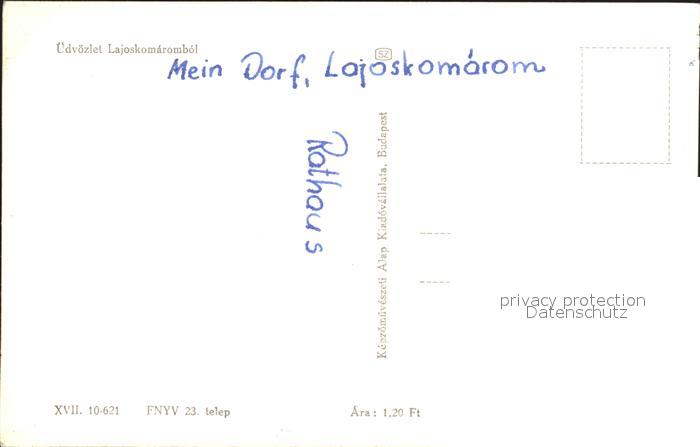 Üdvözlet Lajoskomáromból
SZ
Mein Dorf, Lajoskomárom
Rathaus
Képzőművészeti Alap Kiadóvállalata, Budapest
privacy protection
Datenschutz
XVII. 10-621 FNYV 23. telep Ára: 1,20 Ft